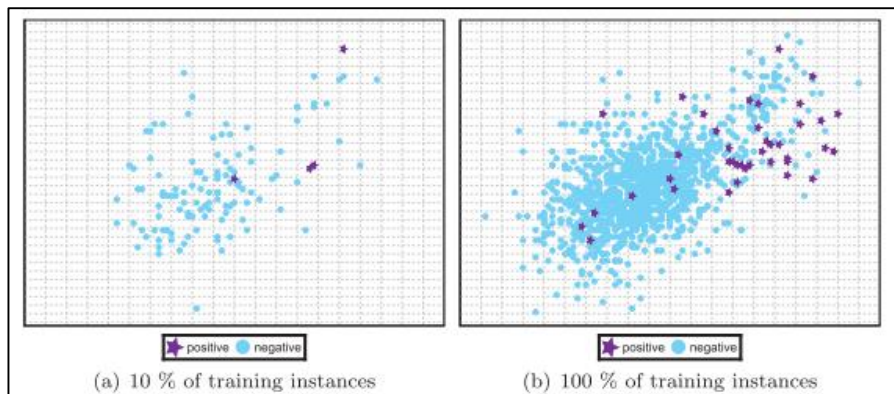 positive negative
positive negative
(a) 10 % of training instances
(b) 100 % of training instances